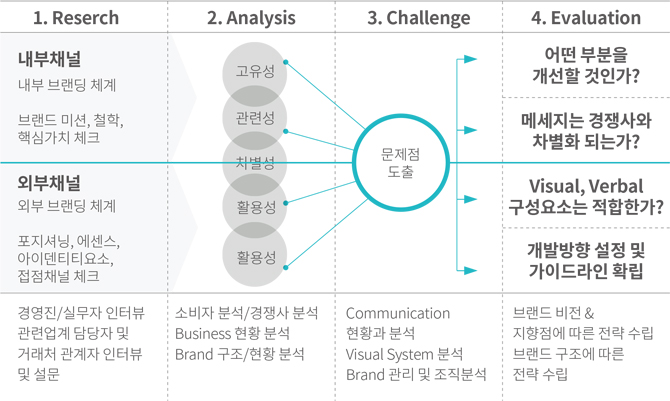 1. Reserch
2. Analysis
3. Challenge
4. Evaluation
내부채널
내부 브랜딩 체계
브랜드 미션, 철학,
핵심가치 체크
외부채널
외부 브랜딩 체계
포지셔닝, 에센스,
아이덴티티요소,
접점채널 체크
고유성
관련성
차별성
활용성
활용성
문제점
도출
어떤 부분을
개선할 것인가?
메세지는 경쟁사와
차별화 되는가?
Visual, Verbal
구성요소는 적합한가?
개발방향 설정 및
가이드라인 확립
경영진/실무자 인터뷰
관련업계 담당자 및
거래처 관계자 인터뷰
및 설문
소비자 분석/경쟁사 분석
Business 현황 분석
Brand 구조/현황 분석
Communication
현황과 분석
Visual System 분석
Brand 관리 및 조직분석
브랜드 비전 &
지향점에 따른 전략 수립
브랜드 구조에 따른
전략 수립